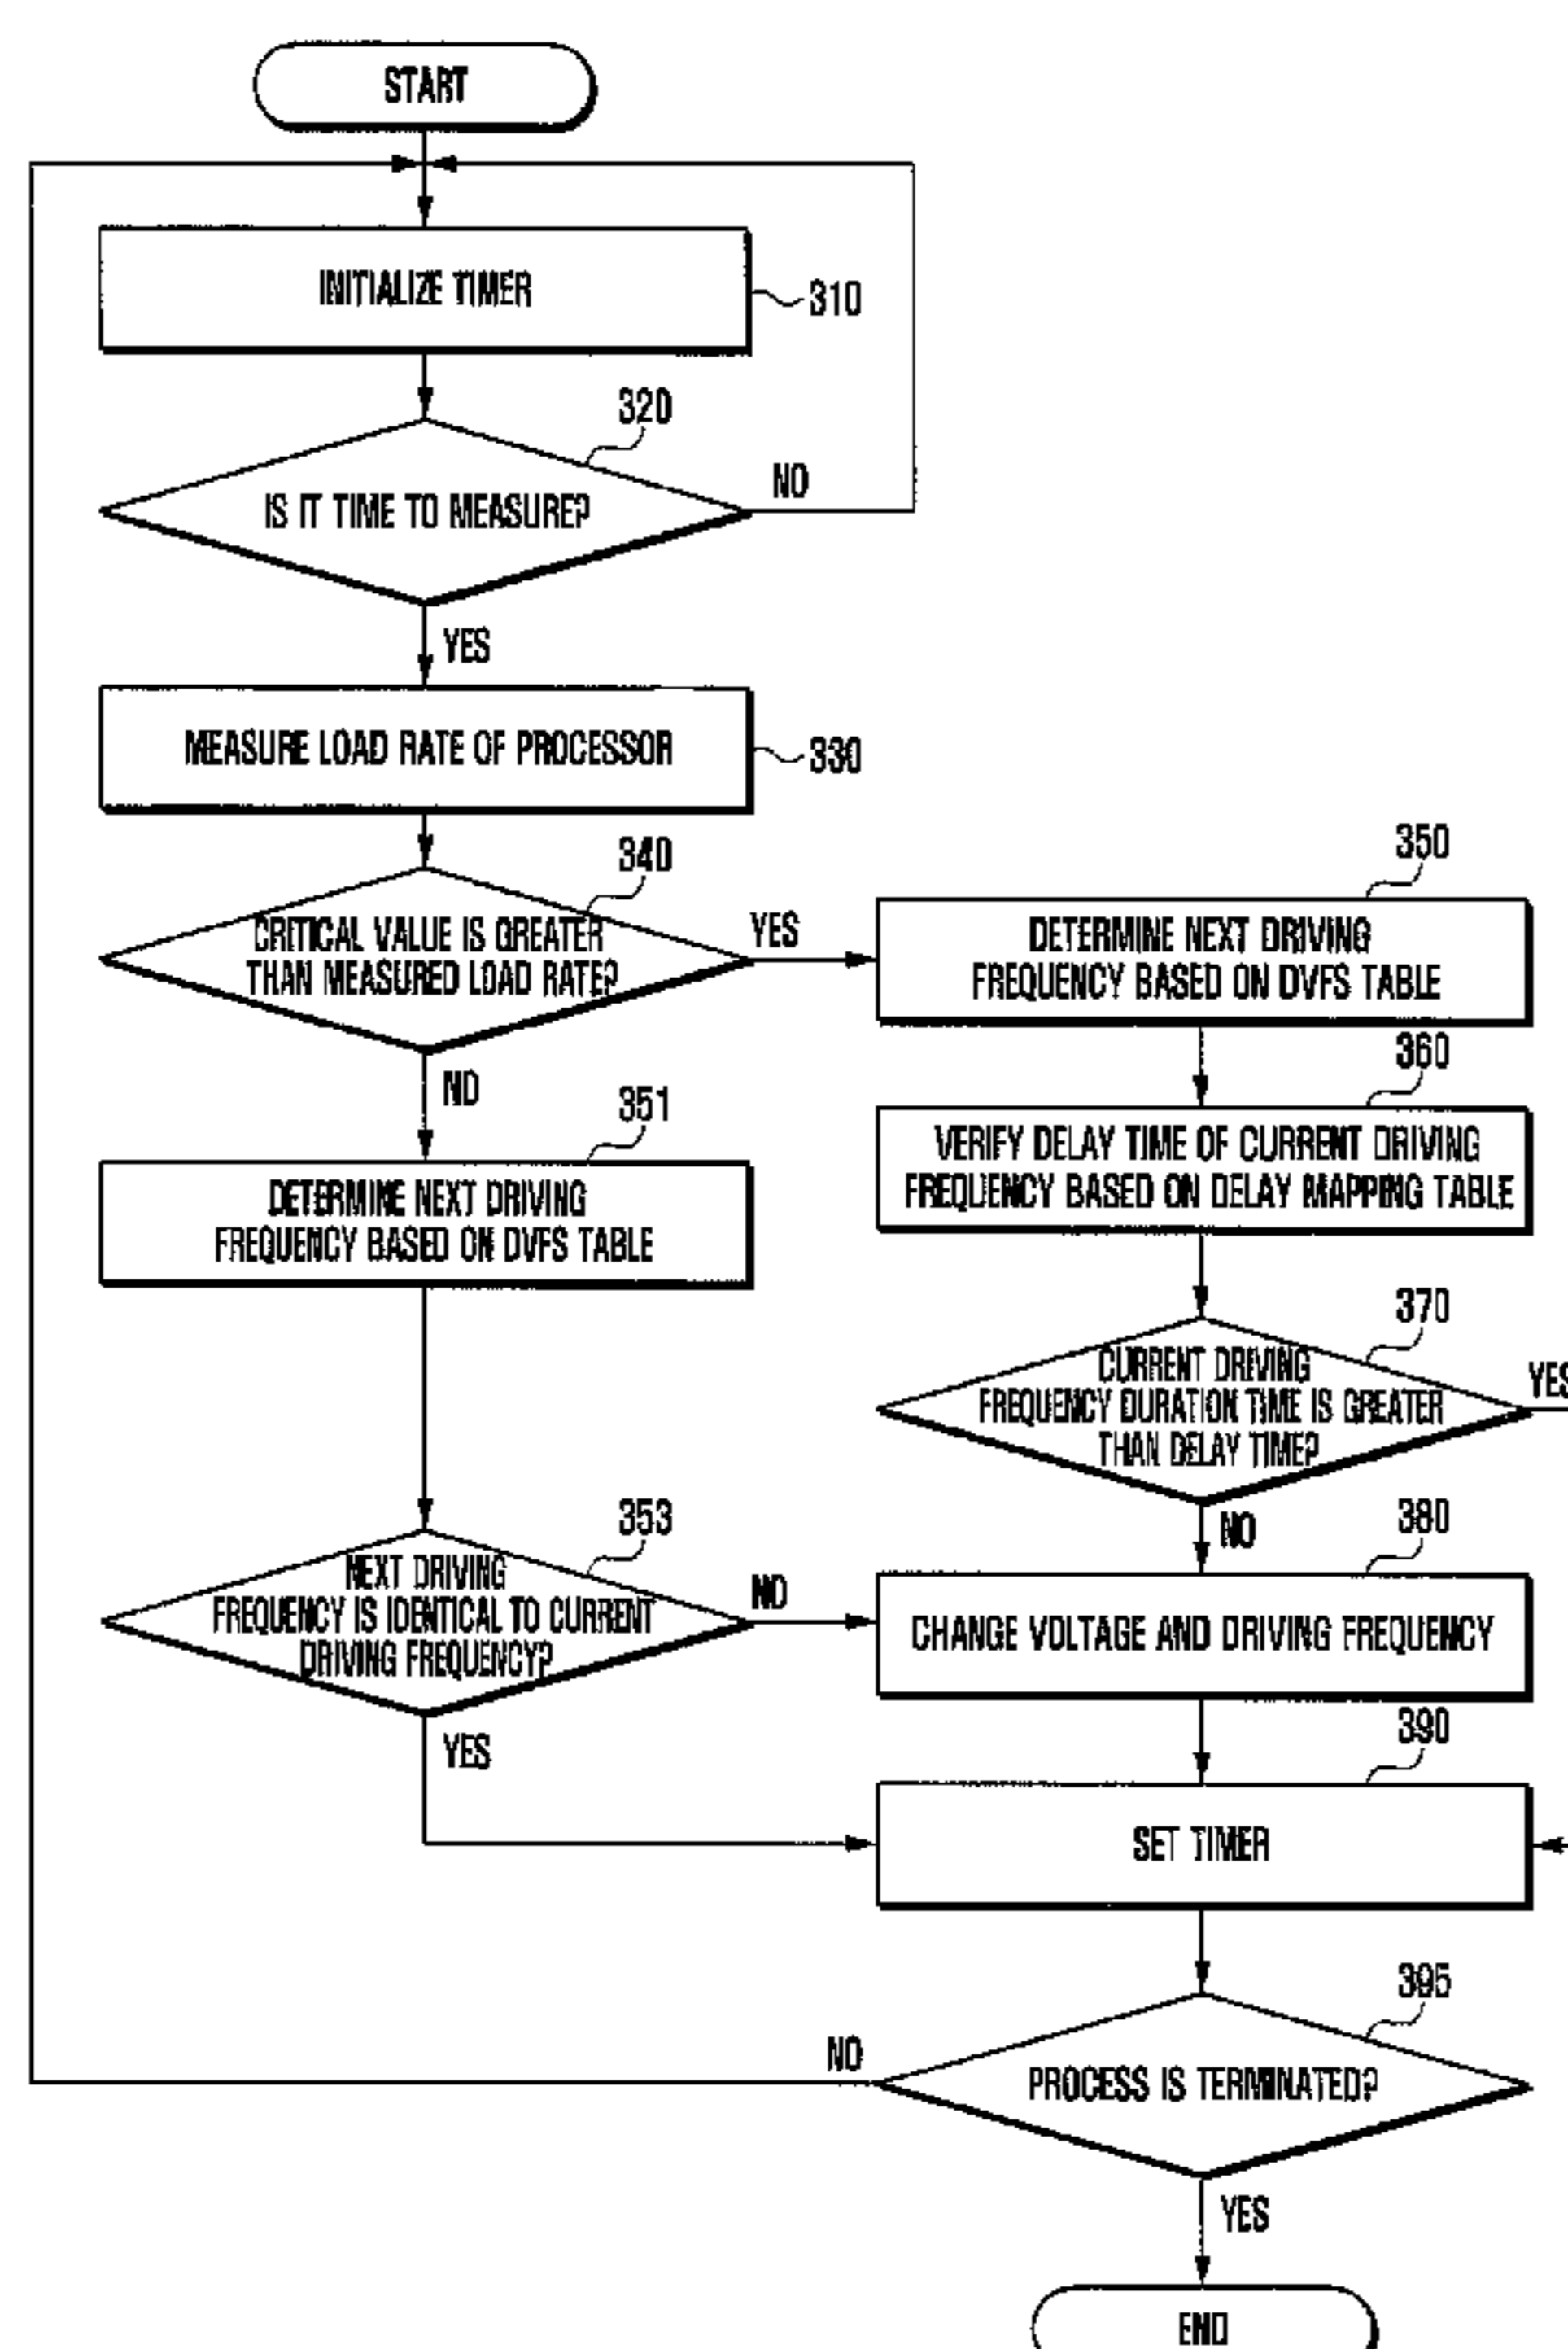 START
INITIALIZE TIMER
310
320
IS IT TIME TO MEASURE?
NO
YES
MEASURE LOAD RATE OF PROCESSOR
330
340
CRITICAL VALUE IS GREATER
THAN MEASURED LOAD RATE?
YES
NO
350
DETERMINE NEXT DRIVING
FREQUENCY BASED ON DVFS TABLE
360
VERIFY DELAY TIME OF CURRENT DRIVING
FREQUENCY BASED ON DELAY MAPPING TABLE
351
DETERMINE NEXT DRIVING
FREQUENCY BASED ON DVFS TABLE
370
CURRENT DRIVING
FREQUENCY DURATION TIME IS GREATER
THAN DELAY TIME?
YES
NO
353
NEXT DRIVING
FREQUENCY IS IDENTICAL TO CURRENT
DRIVING FREQUENCY?
NO
YES
380
CHANGE VOLTAGE AND DRIVING FREQUENCY
390
SET TIMER
395
PROCESS IS TERMINATED?
NO
YES
END